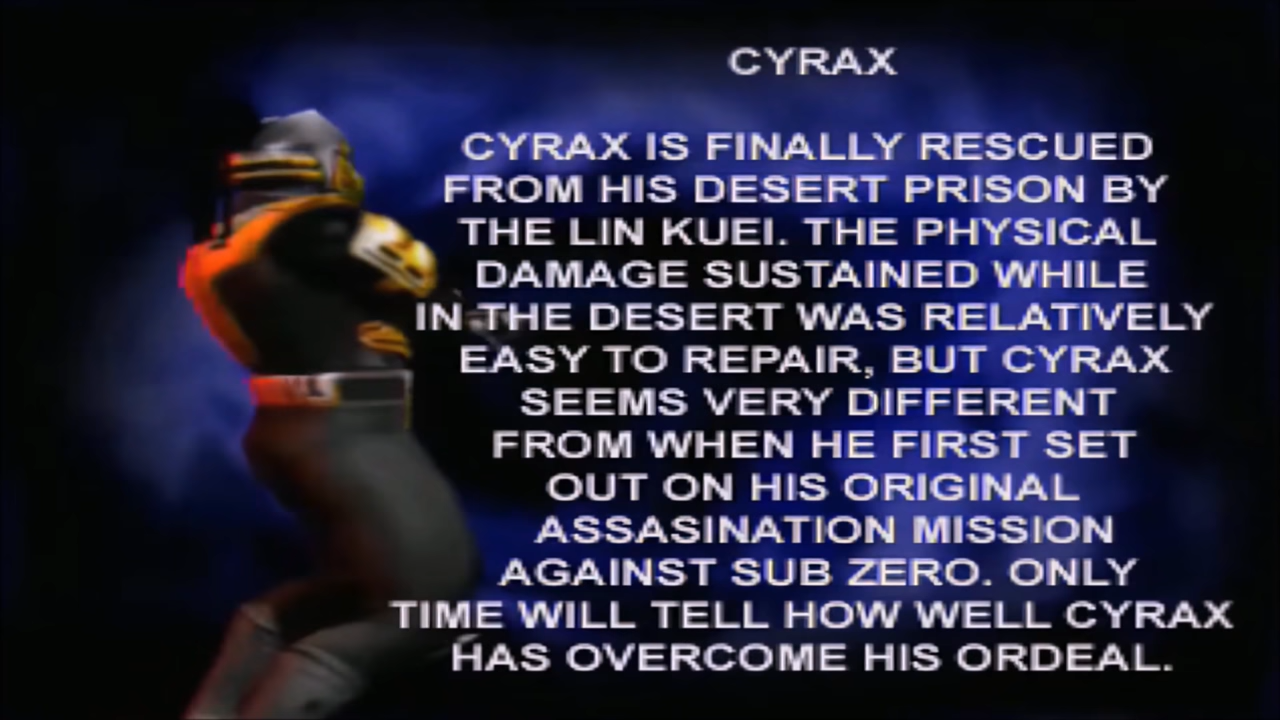 CYRAX
CYRAX IS FINALLY RESCUED
FROM HIS DESERT PRISON BY
THE LIN KUEI. THE PHYSICAL
DAMAGE SUSTAINED WHILE
IN THE DESERT WAS RELATIVELY
EASY TO REPAIR, BUT CYRAX
SEEMS VERY DIFFERENT
FROM WHEN HE FIRST SET
OUT ON HIS ORIGINAL
ASSASINATION MISSION
AGAINST SUB ZERO. ONLY
TIME WILL TELL HOW WELL CYRAX
HAS OVERCOME HIS ORDEAL.